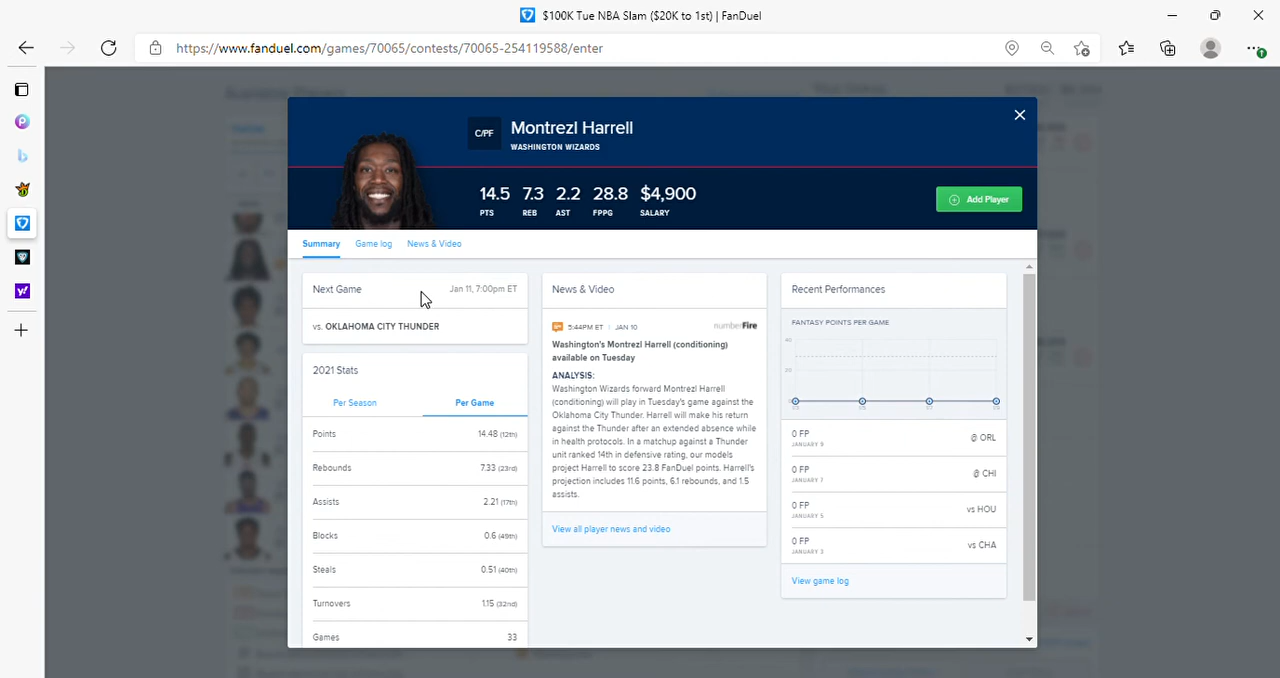 $100K Tue NBA Slam ($20K to 1st) | FanDuel
https://www.fanduel.com/games/70065/contests/70065-254119588/enter
C/PF
Montrezl Harrell
WASHINGTON WIZARDS
14.5 7.3 2.2 28.8 $4,900
PTS REB AST FPPG SALARY
Add Player
Summary Game log News & Video
Next Game Jan 11, 7:00pm ET
vs. OKLAHOMA CITY THUNDER
2021 Stats
Per Season Per Game
Points 14.48 (12th)
Rebounds 7.33 (23rd)
Assists 2.21 (17th)
Blocks 0.6 (49th)
Steals 0.51 (40th)
Turnovers 1.15 (32nd)
Games 33
News & Video
5:44PM ET JAN 10 numberFire
Washington's Montrezl Harrell (conditioning)
available on Tuesday
ANALYSIS:
Washington Wizards forward Montrezl Harrell
(conditioning) will play in Tuesday's game against the
Oklahoma City Thunder. Harrell will make his return
against the Thunder after an extended absence while
in health protocols. In a matchup against a Thunder
unit ranked 14th in defensive rating, our models
project Harrell to score 23.8 FanDuel points. Harrell's
projection includes 11.6 points, 6.1 rebounds, and 1.5
assists.
View all player news and video
Recent Performances
FANTASY POINTS PER GAME
40
20
0 FP
JANUARY 9
@ ORL
0 FP
JANUARY 7
@ CHI
0 FP
JANUARY 5
vs HOU
0 FP
JANUARY 3
vs CHA
View game log